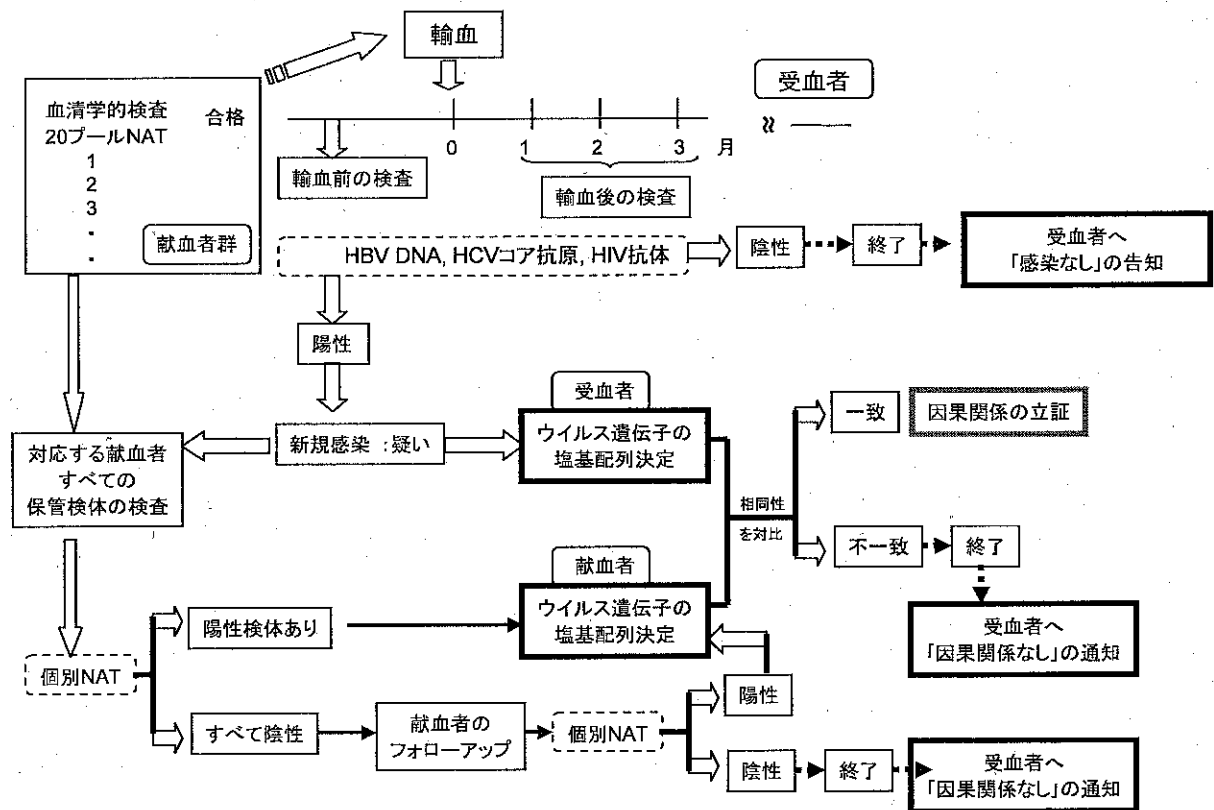 輸血
受血者
血清学的検査 合格
20プールNAT
1
2
3
・
・
・
献血者群
0 1 2 3 月
輸血前の検査
輸血後の検査
HBV DNA, HCVコア抗原, HIV抗体
陰性
終了
受血者へ
「感染なし」の告知
陽性
新規感染 :疑い
受血者
ウイルス遺伝子の
塩基配列決定
一致
因果関係の立証
対応する献血者
すべての
保管検体の検査
相同性
を対比
不一致
終了
献血者
ウイルス遺伝子の
塩基配列決定
受血者へ
「因果関係なし」の通知
陽性検体あり
個別NAT
すべて陰性
献血者の
フォローアップ
個別NAT
陽性
陰性
終了
受血者へ
「因果関係なし」の通知